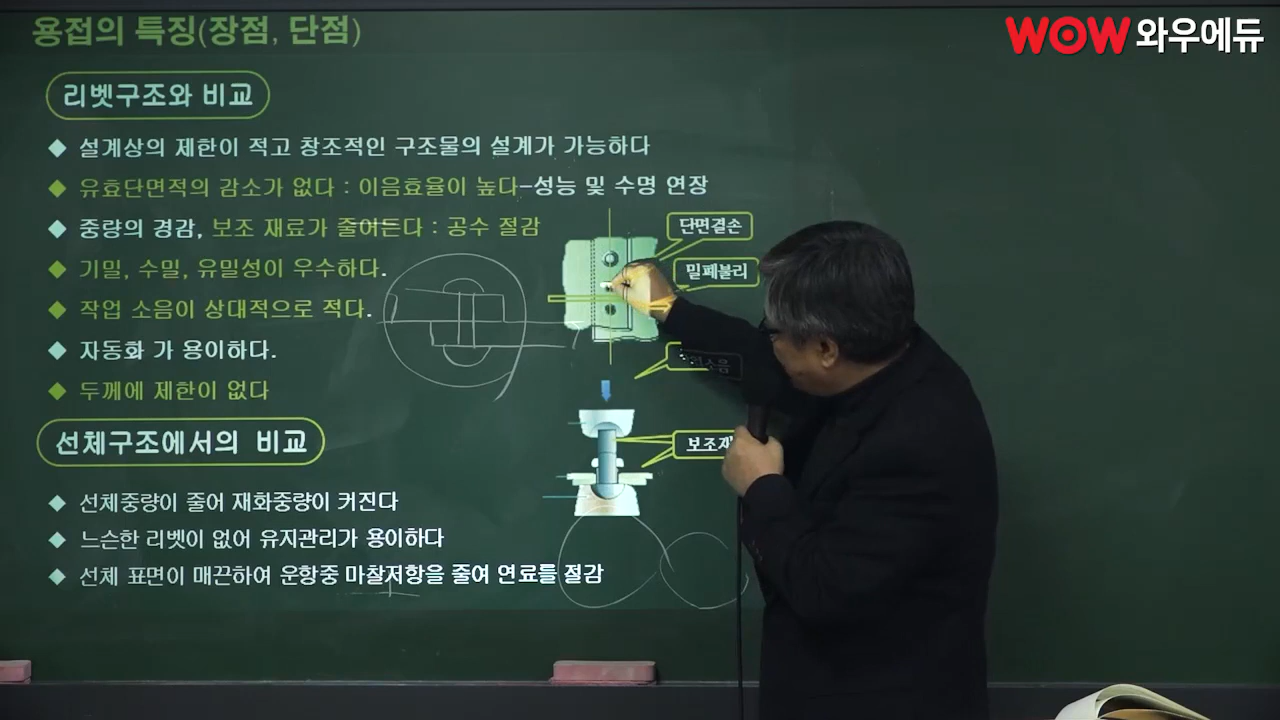 용접의 특징(장점, 단점)
WOW 와우에듀
리벳구조와 비교
◆ 설계상의 제한이 적고 창조적인 구조물의 설계가 가능하다
◆ 유효단면적의 감소가 없다 : 이음효율이 높다-성능 및 수명 연장
◆ 중량의 경감, 보조 재료가 줄어든다 : 공수 절감
단면결손
◆ 기밀, 수밀, 유밀성이 우수하다.
밀폐불리
◆ 작업 소음이 상대적으로 적다.
◆ 자동화 가 용이하다.
소음
◆ 두께에 제한이 없다
선체구조에서의 비교
보조재
◆ 선체중량이 줄어 재화중량이 커진다
◆ 느슨한 리벳이 없어 유지관리가 용이하다
◆ 선체 표면이 매끈하여 운항중 마찰저항을 줄여 연료를 절감